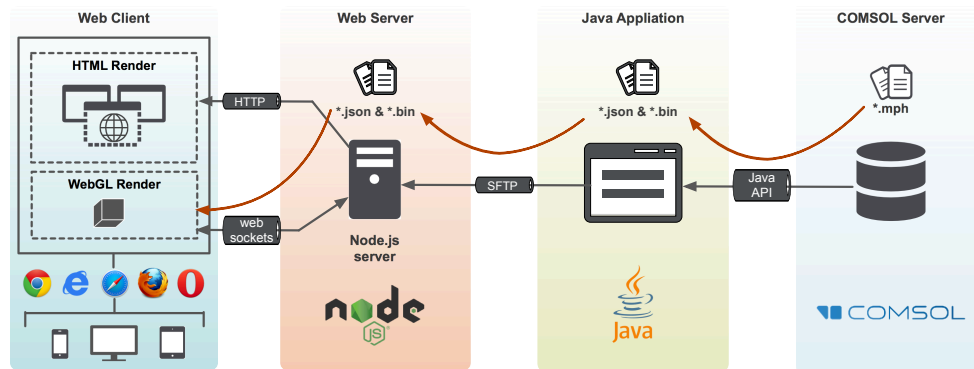 Web Client
Web Server
Java Appliation
COMSOL Server
HTML Render
HTTP
*.json & *.bin
*.json & *.bin
*.mph
WebGL Render
SFTP
Java
API
web
sockets
Node.js
server
node
JS
Java
COMSOL